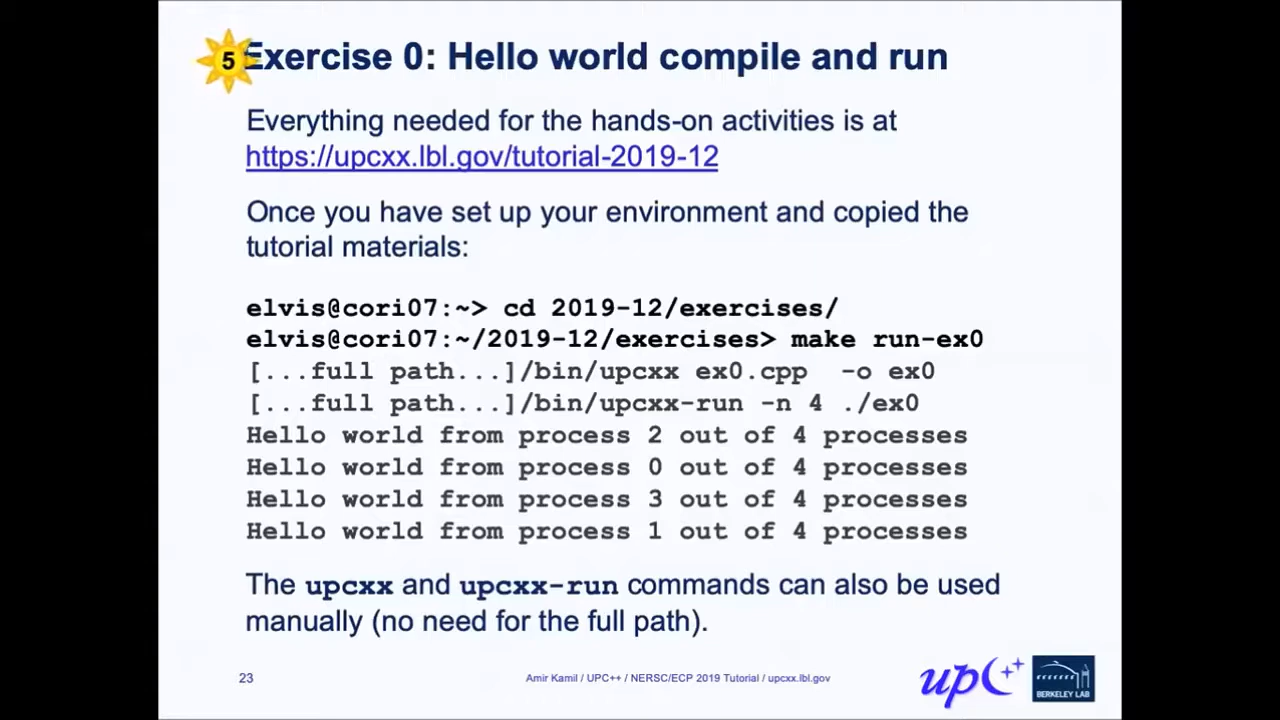 5
Exercise 0: Hello world compile and run
Everything needed for the hands-on activities is at
https://upcxx.lbl.gov/tutorial-2019-12
Once you have set up your environment and copied the
tutorial materials:
elvis@cori07:~> cd 2019-12/exercises/
elvis@cori07:~/2019-12/exercises> make run-ex0
[...full path...]/bin/upcxx ex0.cpp  -o ex0
[...full path...]/bin/upcxx-run -n 4 ./ex0
Hello world from process 2 out of 4 processes
Hello world from process 0 out of 4 processes
Hello world from process 3 out of 4 processes
Hello world from process 1 out of 4 processes
The upcxx and upcxx-run commands can also be used
manually (no need for the full path).
23
Amir Kamil / UPC++ / NERSC/ECP 2019 Tutorial / upcxx.lbl.gov
upC++
BERKELEY LAB